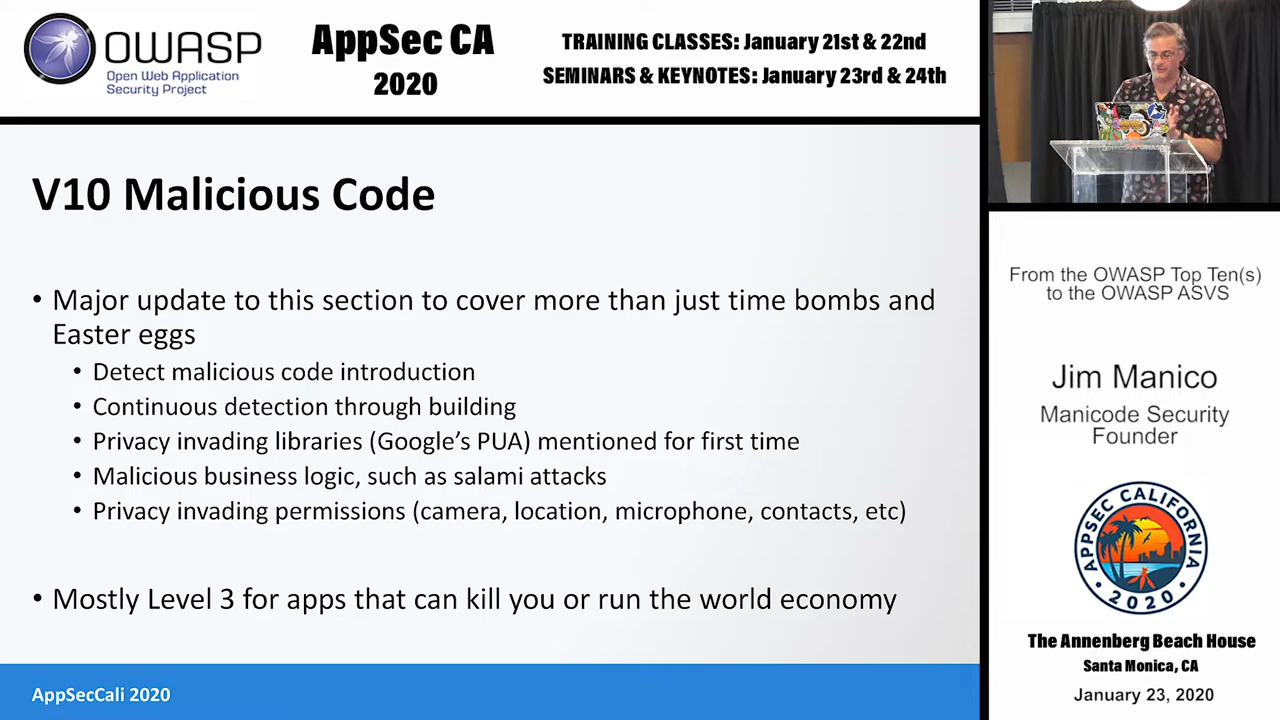 OWASP
Open Web Application
Security Project
AppSec CA
2020
TRAINING CLASSES: January 21st & 22nd
SEMINARS & KEYNOTES: January 23rd & 24th
V10 Malicious Code
• Major update to this section to cover more than just time bombs and
Easter eggs
• Detect malicious code introduction
• Continuous detection through building
• Privacy invading libraries (Google’s PUA) mentioned for first time
• Malicious business logic, such as salami attacks
• Privacy invading permissions (camera, location, microphone, contacts, etc)
• Mostly Level 3 for apps that can kill you or run the world economy
AppSecCali 2020
From the OWASP Top Ten(s)
to the OWASP ASVS
Jim Manico
Manicode Security
Founder
APPSEC CALIFORNIA
2020
The Annenberg Beach House
Santa Monica, CA
January 23, 2020